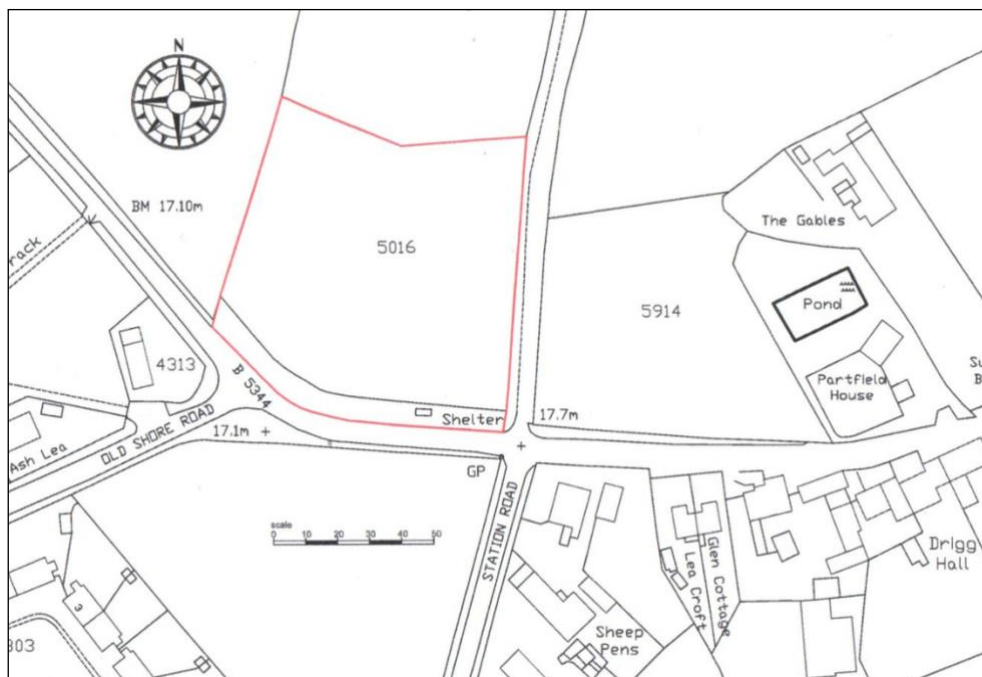 N
BM 17.10m
rack
5016
The Gables
5914
Pond
4313
B 5344
Partfield
House
Shelter
17.7m
Ash Lea
OLD SHORE ROAD
17.1m
GP
STATION ROAD
scale
0 10 20 30 40 50
Glen Cottage
Lea Croft
Drigg
Hall
3
303
Sheep
Pens
Su
B